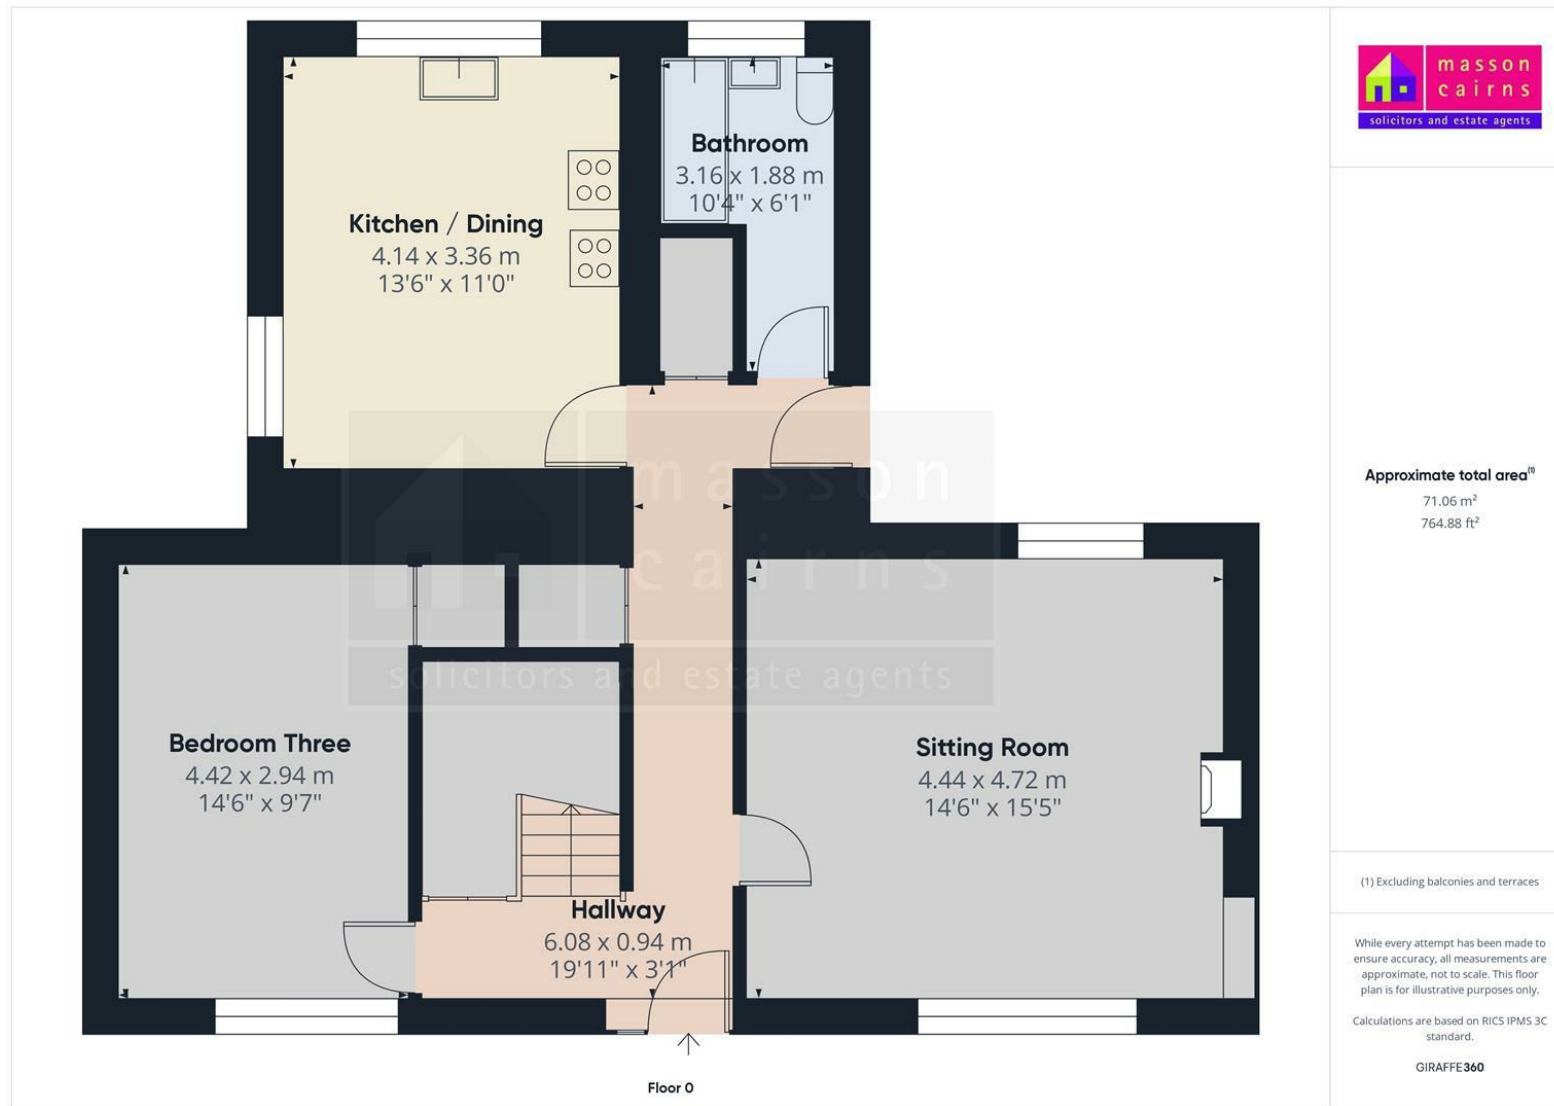 masson
cairns
solicitors and estate agents
Bathroom
3.16 x 1.88 m
10'4" x 6'1"
Kitchen / Dining
4.14 x 3.36 m
13'6" x 11'0"
masson
cairns
solicitors and estate agents
Bedroom Three
4.42 x 2.94 m
14'6" x 9'7"
Sitting Room
4.44 x 4.72 m
14'6" x 15'5"
Hallway
6.08 x 0.94 m
19'11" x 3'1"
Floor 0
Approximate total area(1)
71.06 m²
764.88 ft²
(1) Excluding balconies and terraces
While every attempt has been made to
ensure accuracy, all measurements are
approximate, not to scale. This floor
plan is for illustrative purposes only.
Calculations are based on RICS IPMS 3C
standard.
GIRAFFE360